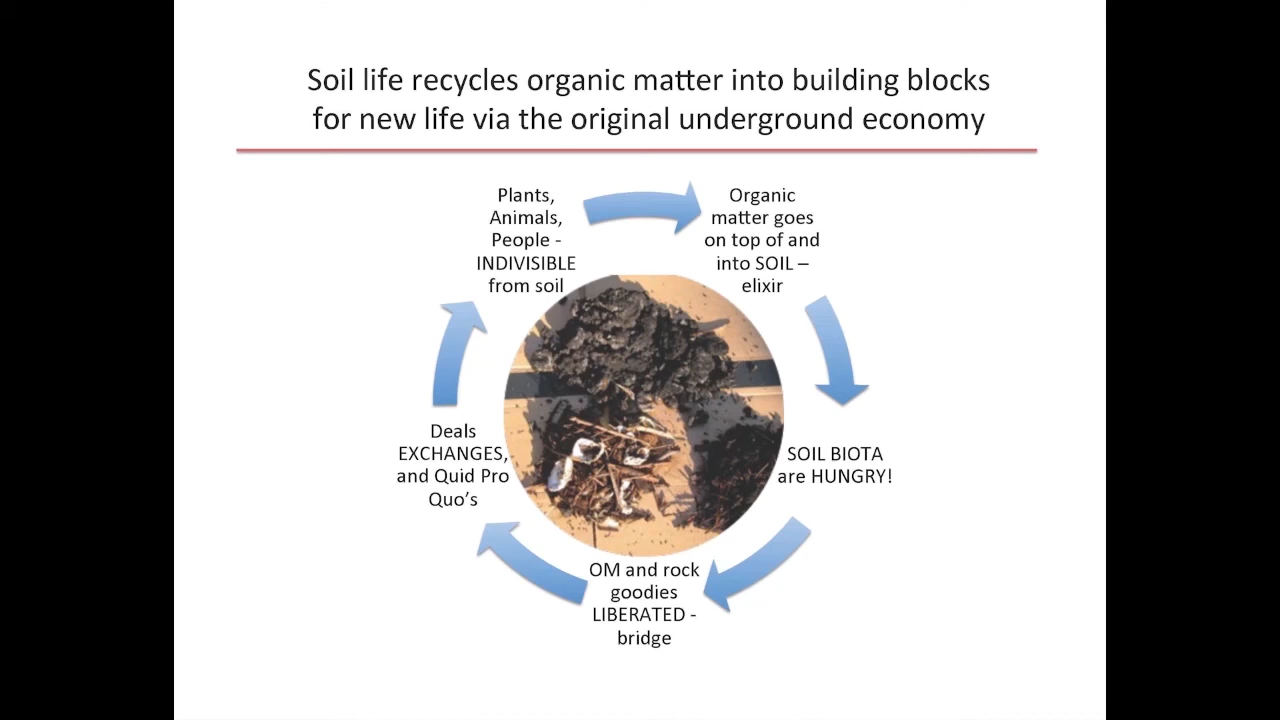 Soil life recycles organic matter into building blocks
for new life via the original underground economy
Plants,
Animals,
People -
INDIVISIBLE
from soil
Organic
matter goes
on top of and
into SOIL –
elixir
SOIL BIOTA
are HUNGRY!
OM and rock
goodies
LIBERATED -
bridge
Deals
EXCHANGES,
and Quid Pro
Quo’s